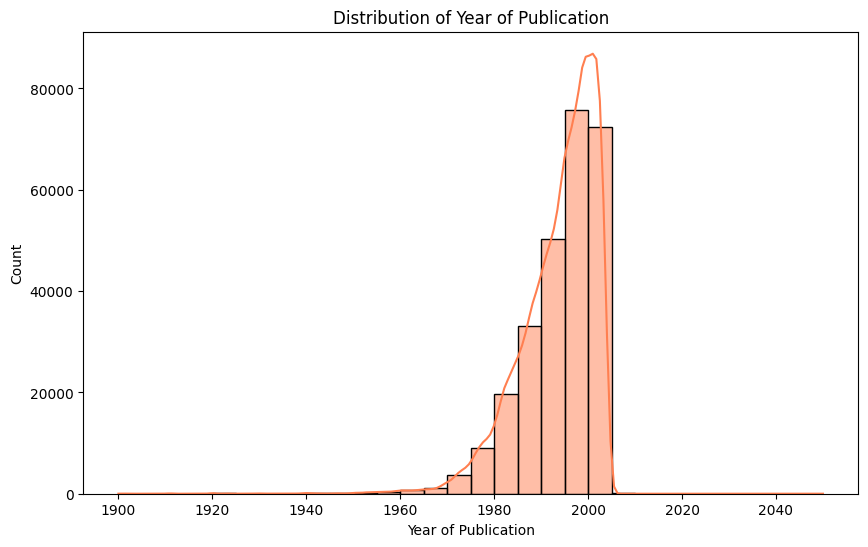 Distribution of Year of Publication
80000
60000
40000
20000
0
Count
1900 1920 1940 1960 1980 2000 2020 2040
Year of Publication